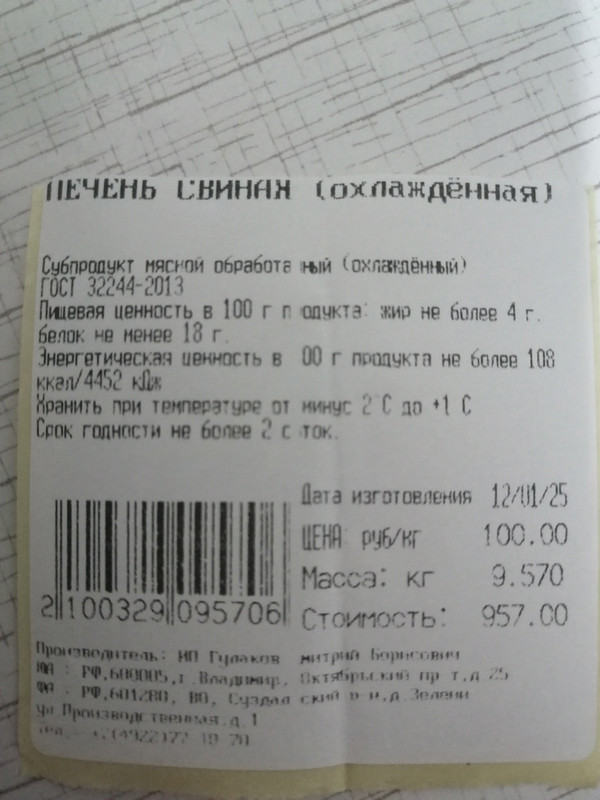 ПЕЧЕНЬ СВИНАЯ (охлаждённая)
Субпродукт мясной обработа ный (охлаждённый)
ГОСТ 32244-2013
Пищевая ценность в 100 г п одукта: жир не более 4 г.
белок не менее 18 г.
Энергетическая ценность в 00 г продукта не более 108
ккал/4452 кДж
Хранить при температуре от минус 2 С до +1 С
Срок годности не более 2 с ток.
Дата изготовления 12/01/25
ЦЕНА: руб/кг 100.00
Масса: кг 9.570
Стоимость: 957.00
2 100329 095706
Производитель: ИП Гулаков митрий Борисович
ЮА : РФ,600005,г.Владимир, Октябрьский пр-т,д.25
ФА : РФ,601280, ВО, Суздал ский р-н,д.Зелени
ул.Производственная,д.1